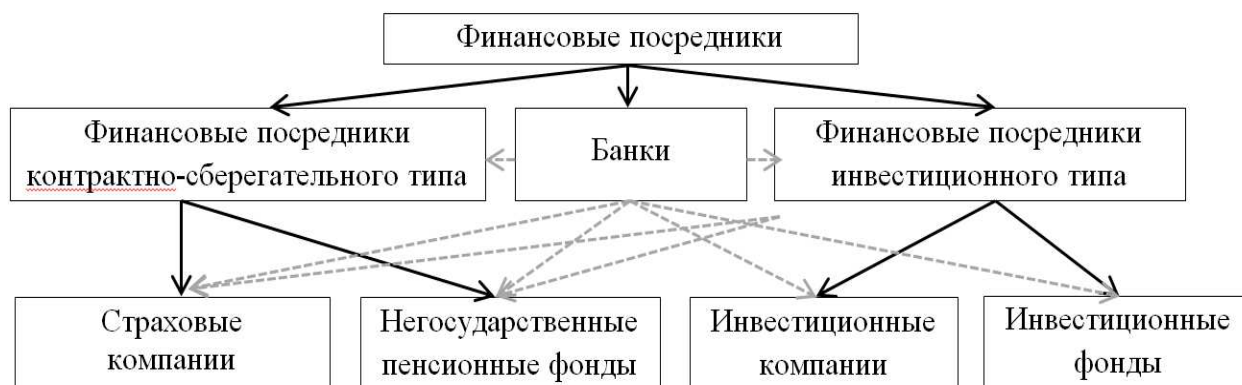 Финансовые посредники
Финансовые посредники
контрактно-сберегательного типа
Банки
Финансовые посредники
инвестиционного типа
Страховые
компании
Негосударственные
пенсионные фонды
Инвестиционные
компании
Инвестиционные
фонды